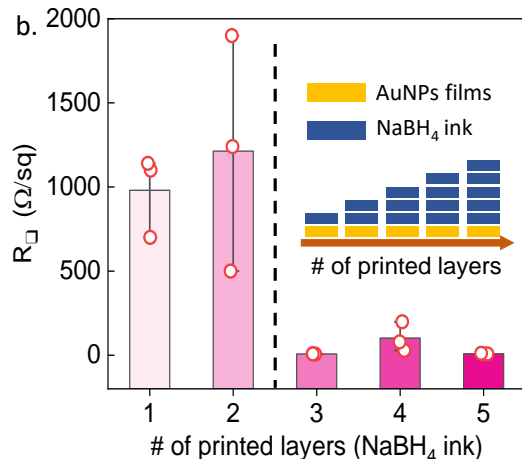 b.
2000
1500
1000
500
0
R□ (Ω/sq)
AuNPs films
NaBH₄ ink
# of printed layers
1 2 3 4 5
# of printed layers (NaBH₄ ink)